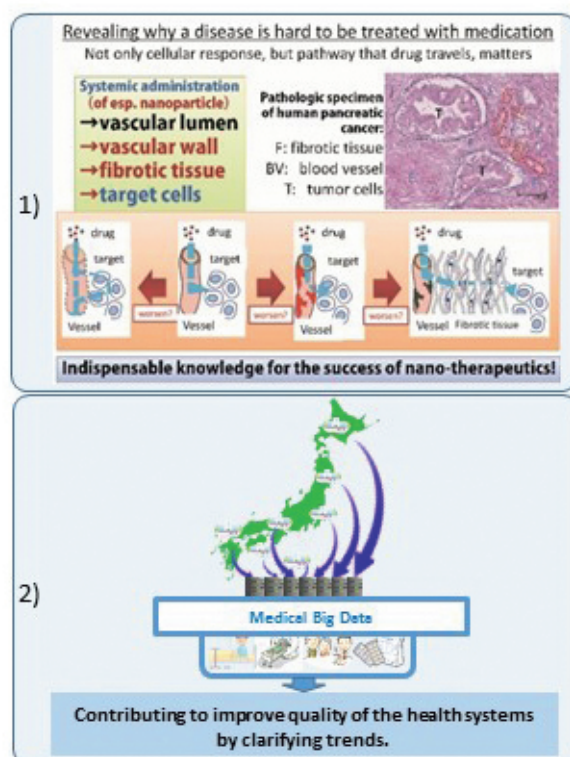 1)
Revealing why a disease is hard to be treated with medication
Not only cellular response, but pathway that drug travels, matters
Systemic administration
(of esp. nanoparticle)
→vascular lumen
→vascular wall
→fibrotic tissue
→target cells
Pathologic specimen
of human pancreatic
cancer:
F: fibrotic tissue
BV: blood vessel
T: tumor cells
T
T
drug
target
Vessel
worsen?
drug
target
Vessel
worsen?
drug
target
Vessel
worsen?
drug
target
Vessel
Fibrotic tissue
Indispensable knowledge for the success of nano-therapeutics!
2)
Medical Big Data
Contributing to improve quality of the health systems
by clarifying trends.